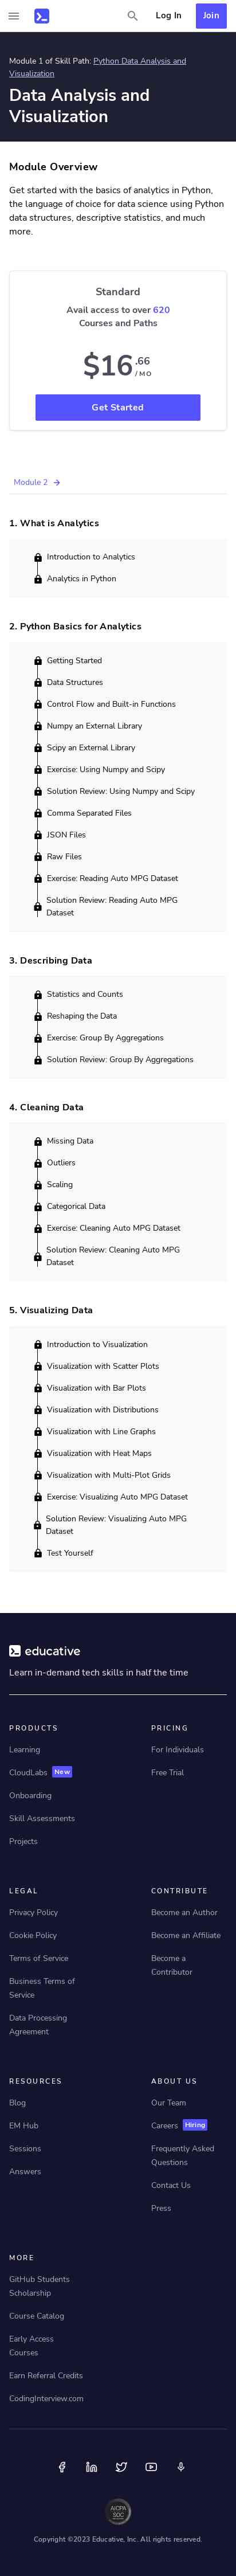 Log In
Join
Module 1 of Skill Path: Python Data Analysis and
Visualization
Data Analysis and
Visualization
Module Overview
Get started with the basics of analytics in Python,
the language of choice for data science using Python
data structures, descriptive statistics, and much
more.
Standard
Avail access to over 620
Courses and Paths
$16.66
/ MO
Get Started
Module 2
1. What is Analytics
Introduction to Analytics
Analytics in Python
2. Python Basics for Analytics
Getting Started
Data Structures
Control Flow and Built-in Functions
Numpy an External Library
Scipy an External Library
Exercise: Using Numpy and Scipy
Solution Review: Using Numpy and Scipy
Comma Separated Files
JSON Files
Raw Files
Exercise: Reading Auto MPG Dataset
Solution Review: Reading Auto MPG
Dataset
3. Describing Data
Statistics and Counts
Reshaping the Data
Exercise: Group By Aggregations
Solution Review: Group By Aggregations
4. Cleaning Data
Missing Data
Outliers
Scaling
Categorical Data
Exercise: Cleaning Auto MPG Dataset
Solution Review: Cleaning Auto MPG
Dataset
5. Visualizing Data
Introduction to Visualization
Visualization with Scatter Plots
Visualization with Bar Plots
Visualization with Distributions
Visualization with Line Graphs
Visualization with Heat Maps
Visualization with Multi-Plot Grids
Exercise: Visualizing Auto MPG Dataset
Solution Review: Visualizing Auto MPG
Dataset
Test Yourself
educative
Learn in-demand tech skills in half the time
PRODUCTS
Learning
CloudLabs New
Onboarding
Skill Assessments
Projects
PRICING
For Individuals
Free Trial
LEGAL
Privacy Policy
Cookie Policy
Terms of Service
Business Terms of
Service
Data Processing
Agreement
CONTRIBUTE
Become an Author
Become an Affiliate
Become a
Contributor
RESOURCES
Blog
EM Hub
Sessions
Answers
ABOUT US
Our Team
Careers Hiring
Frequently Asked
Questions
Contact Us
Press
MORE
GitHub Students
Scholarship
Course Catalog
Early Access
Courses
Earn Referral Credits
CodingInterview.com
AICPA
SOC
Copyright ©2023 Educative, Inc. All rights reserved.